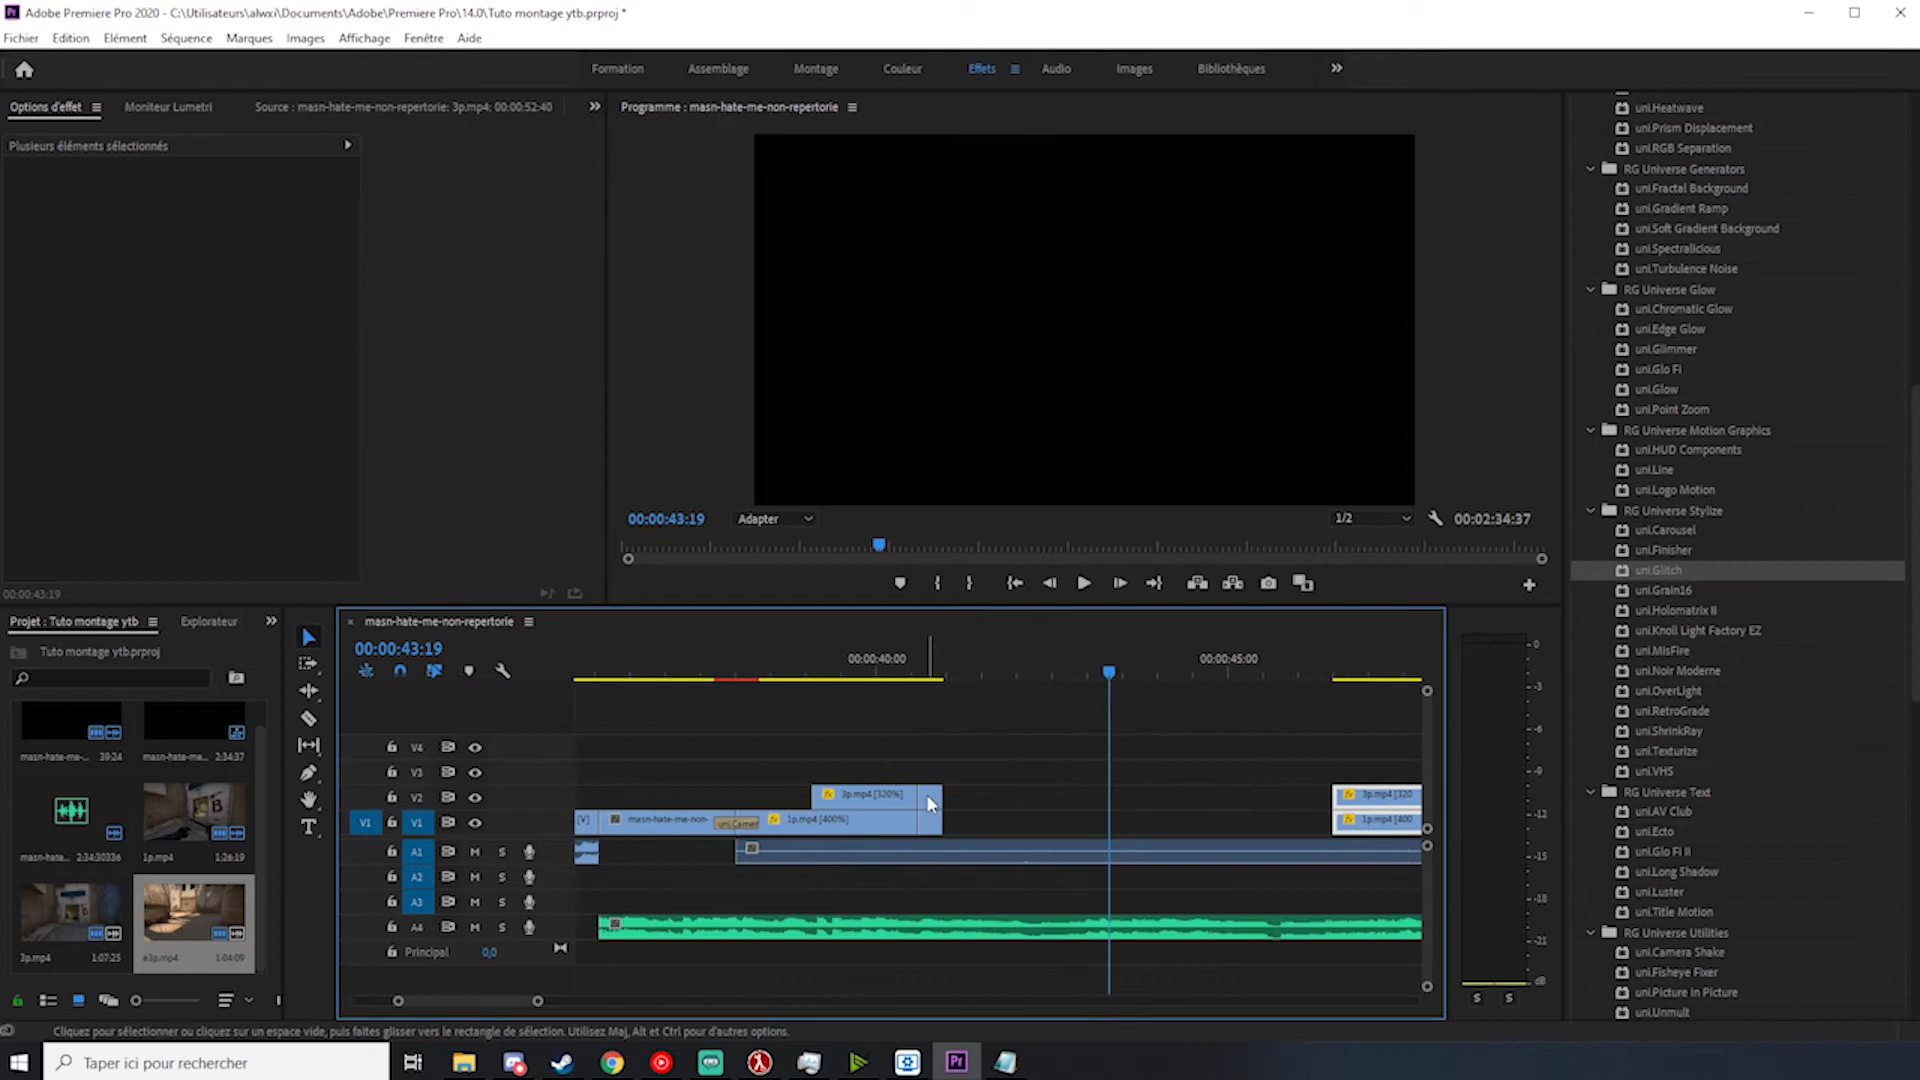 Adobe Premiere Pro 2020 - C:\Utilisateurs\alwxi\Documents\Adobe\Premiere Pro\14.0\Tuto montage ytb.prproj *
Fichier Edition Elément Séquence Marques Images Affichage Fenêtre Aide
Formation Assemblage Montage Couleur Effets Audio Images Bibliothèques
Options d'effet Moniteur Lumetri Source : masn-hate-me-non-repertorie: 3p.mp4: 00:00:52:40
Programme : masn-hate-me-non-repertorie
Plusieurs éléments sélectionnés
00:00:43:19
00:00:43:19 Adapter 1/2 00:02:34:37
uni.Heatwave
uni.Prism Displacement
uni.RGB Separation
RG Universe Generators
uni.Fractal Background
uni.Gradient Ramp
uni.Soft Gradient Background
uni.Spectralicious
uni.Turbulence Noise
RG Universe Glow
uni.Chromatic Glow
uni.Edge Glow
uni.Glimmer
uni.Glo Fi
uni.Glow
uni.Point Zoom
RG Universe Motion Graphics
uni.HUD Components
uni.Line
uni.Logo Motion
RG Universe Stylize
uni.Carousel
uni.Finisher
uni.Glitch
uni.Grain16
uni.Holomatrix II
uni.Knoll Light Factory EZ
uni.MisFire
uni.Noir Moderne
uni.OverLight
uni.RetroGrade
uni.ShrinkRay
uni.Texturize
uni.VHS
RG Universe Text
uni.AV Club
uni.Ecto
uni.Glo Fi II
uni.Long Shadow
uni.Luster
uni.Title Motion
RG Universe Utilities
uni.Camera Shake
uni.Fisheye Fixer
uni.Picture in Picture
uni.Unmult
Projet : Tuto montage ytb Explorateur
Tuto montage ytb.prproj
masn-hate-me-... 39:24 masn-hate-me... 2:34:37
masn-hate... 2:34:30336 1p.mp4 1:26:19
3p.mp4 1:07:25 e3p.mp4 1:04:09
masn-hate-me-non-repertorie
00:00:43:19
00:00:40:00 00:00:45:00
V4
V3
V2 3p.mp4 [320%] 3p.mp4 [320
V1 V1 [V] masn-hate-me-non- uni.Camer 1p.mp4 [400%] 1p.mp4 [400
A1 M S
A2 M S
A3 M S
A4 M S
Principal 0,0
0
-3
-6
-9
-12
-15
-18
-21
dB
S S
Cliquez pour sélectionner ou cliquez sur un espace vide, puis faites glisser vers le rectangle de sélection. Utilisez Maj, Alt et Ctrl pour d'autres options.
Taper ici pour rechercher
Pr